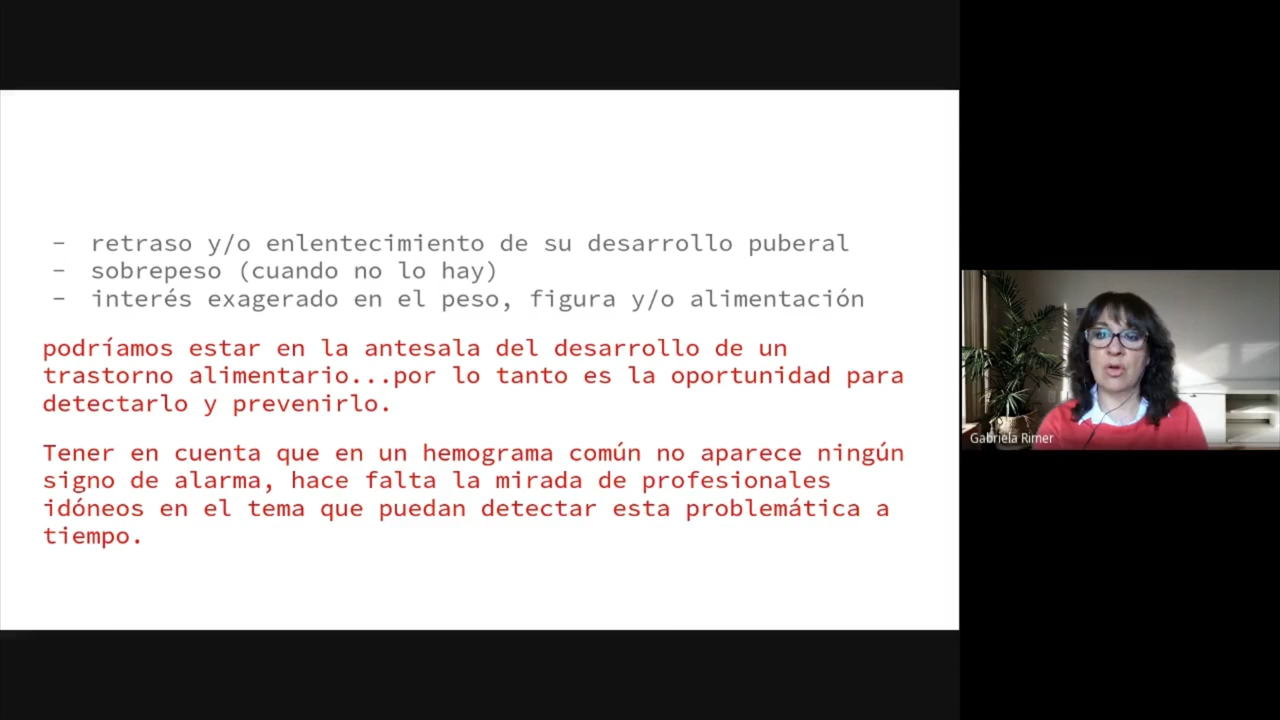 - retraso y/o enlentecimiento de su desarrollo puberal
- sobrepeso (cuando no lo hay)
- interés exagerado en el peso, figura y/o alimentación
podríamos estar en la antesala del desarrollo de un
trastorno alimentario...por lo tanto es la oportunidad para
detectarlo y prevenirlo.
Tener en cuenta que en un hemograma común no aparece ningún
signo de alarma, hace falta la mirada de profesionales
idóneos en el tema que puedan detectar esta problemática a
tiempo.
Gabriela Rimer